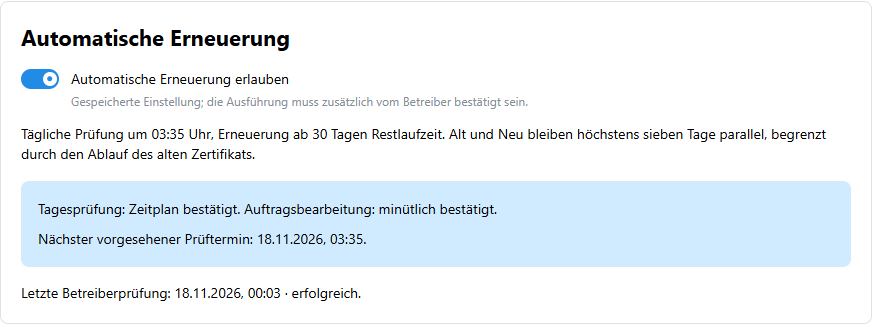 Automatische Erneuerung
Automatische Erneuerung erlauben
Gespeicherte Einstellung; die Ausführung muss zusätzlich vom Betreiber bestätigt sein.
Tägliche Prüfung um 03:35 Uhr, Erneuerung ab 30 Tagen Restlaufzeit. Alt und Neu bleiben höchstens sieben Tage parallel, begrenzt
durch den Ablauf des alten Zertifikats.
Tagesprüfung: Zeitplan bestätigt. Auftragsbearbeitung: minütlich bestätigt.
Nächster vorgesehener Prüftermin: 18.11.2026, 03:35.
Letzte Betreiberprüfung: 18.11.2026, 00:03 · erfolgreich.